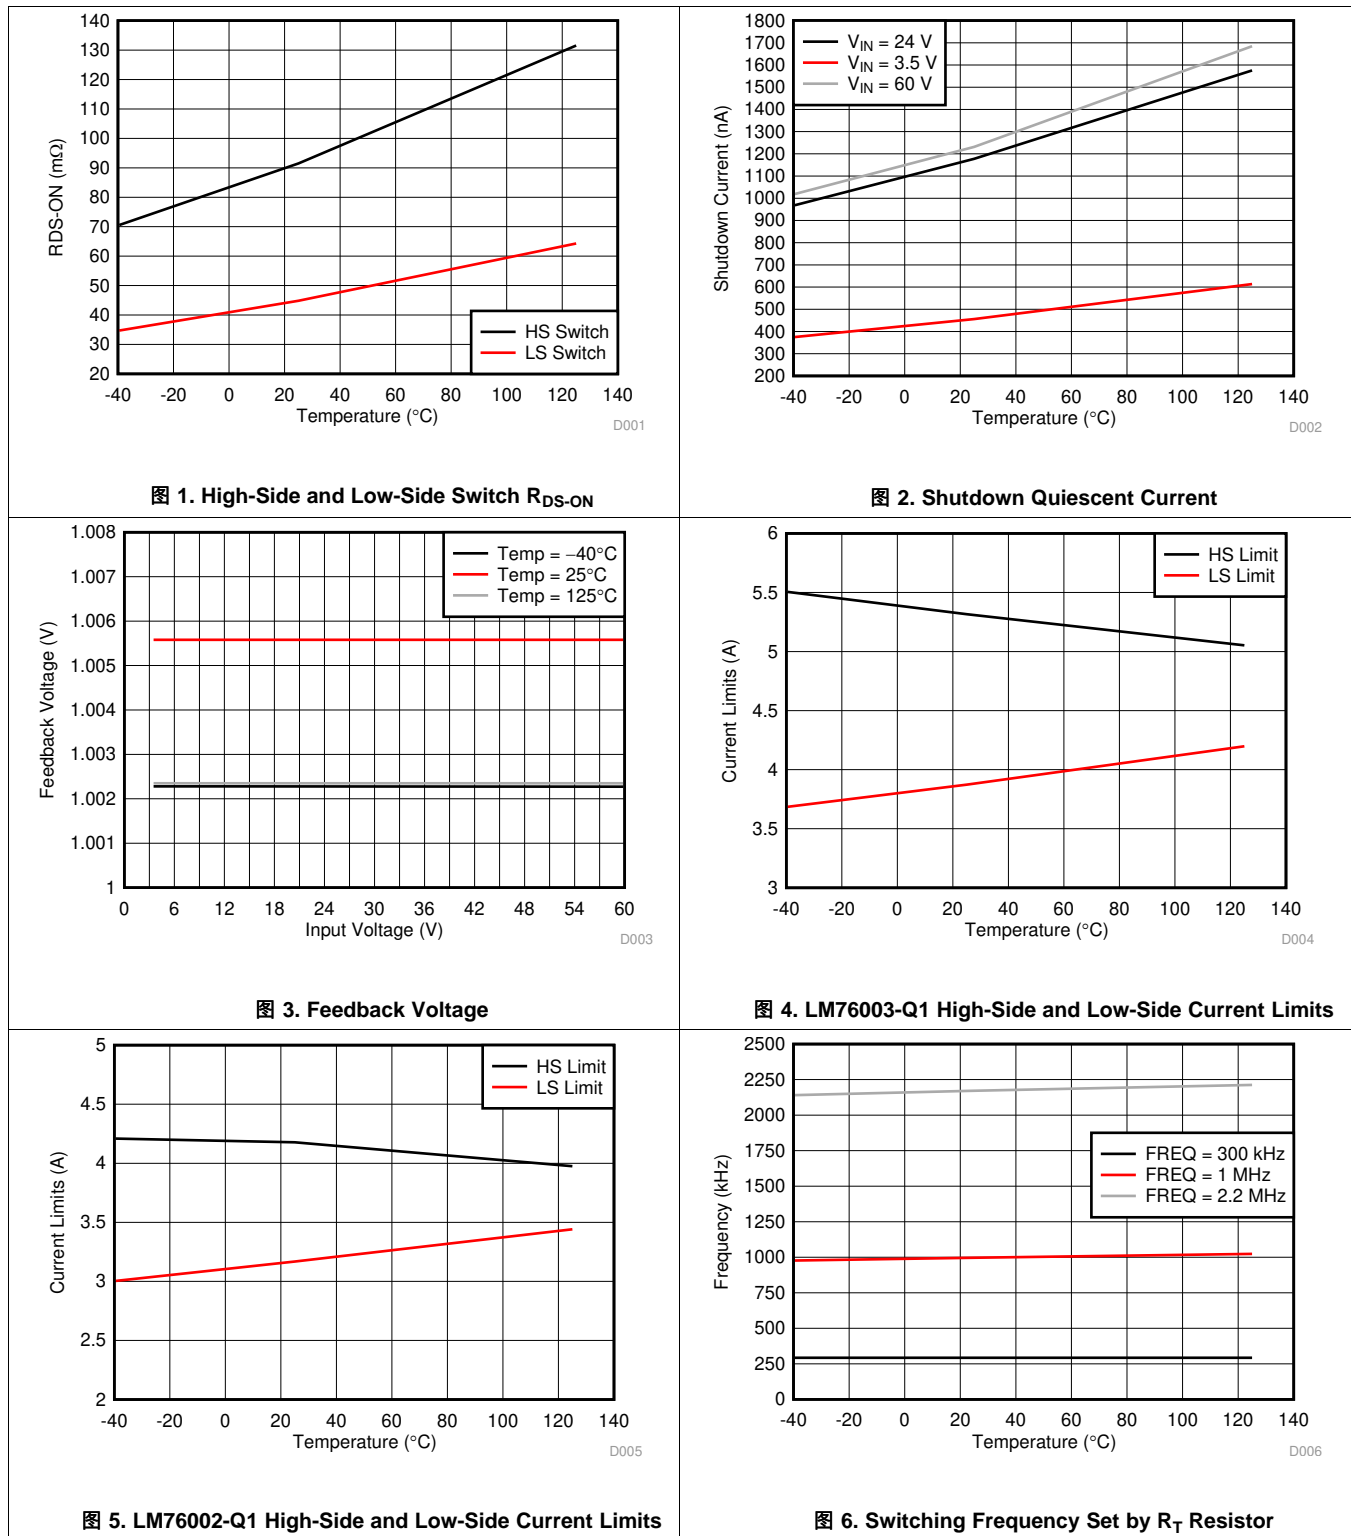 140
130
120
110
100
90
80
70
60
50
40
30
20
RDS-ON (mΩ)
HS Switch
LS Switch
-40 -20 0 20 40 60 80 100 120 140
Temperature (°C)
D001
图 1. High-Side and Low-Side Switch RDS-ON
1800
1700
1600
1500
1400
1300
1200
1100
1000
900
800
700
600
500
400
300
200
Shutdown Current (nA)
VIN = 24 V
VIN = 3.5 V
VIN = 60 V
-40 -20 0 20 40 60 80 100 120 140
Temperature (°C)
D002
图 2. Shutdown Quiescent Current
1.008
1.007
1.006
1.005
1.004
1.003
1.002
1.001
1
Feedback Voltage (V)
Temp = –40°C
Temp = 25°C
Temp = 125°C
0 6 12 18 24 30 36 42 48 54 60
Input Voltage (V)
D003
图 3. Feedback Voltage
6
5.5
5
4.5
4
3.5
3
Current Limits (A)
HS Limit
LS Limit
-40 -20 0 20 40 60 80 100 120 140
Temperature (°C)
D004
图 4. LM76003-Q1 High-Side and Low-Side Current Limits
5
4.5
4
3.5
3
2.5
2
Current Limits (A)
HS Limit
LS Limit
-40 -20 0 20 40 60 80 100 120 140
Temperature (°C)
D005
图 5. LM76002-Q1 High-Side and Low-Side Current Limits
2500
2250
2000
1750
1500
1250
1000
750
500
250
0
Frequency (kHz)
FREQ = 300 kHz
FREQ = 1 MHz
FREQ = 2.2 MHz
-40 -20 0 20 40 60 80 100 120 140
Temperature (°C)
D006
图 6. Switching Frequency Set by RT Resistor